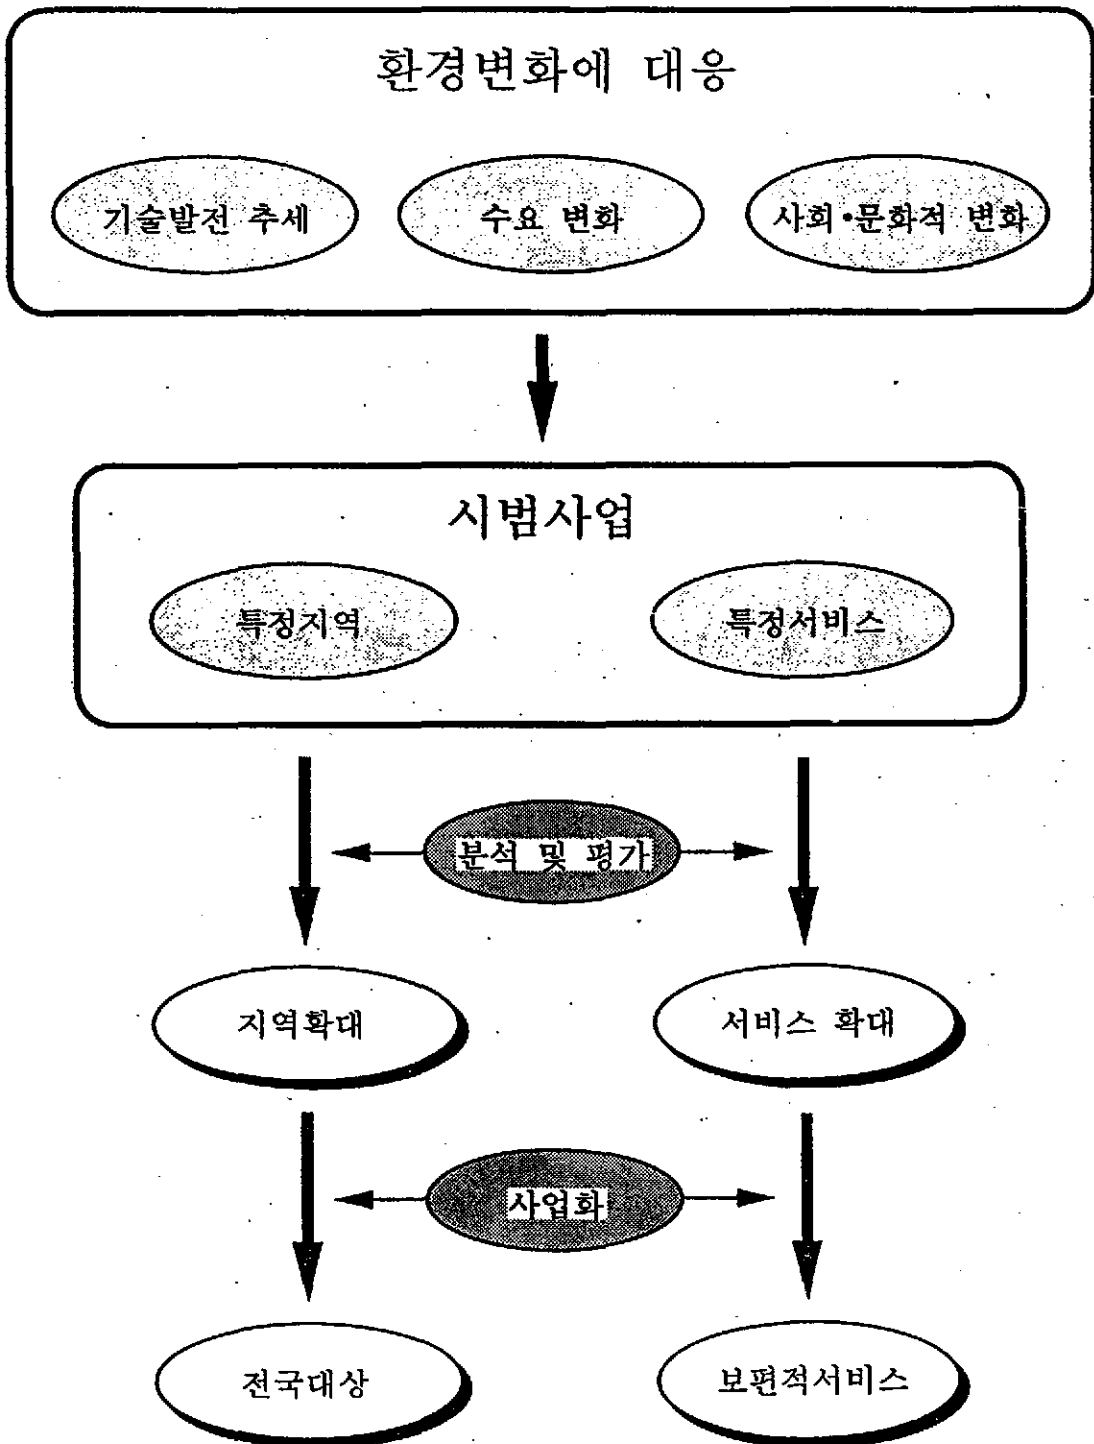 환경변화에 대응
기술발전 추세
수요 변화
사회•문화적 변화
시범사업
특정지역
특정서비스
분석 및 평가
지역확대
서비스 확대
사업화
전국대상
보편적서비스